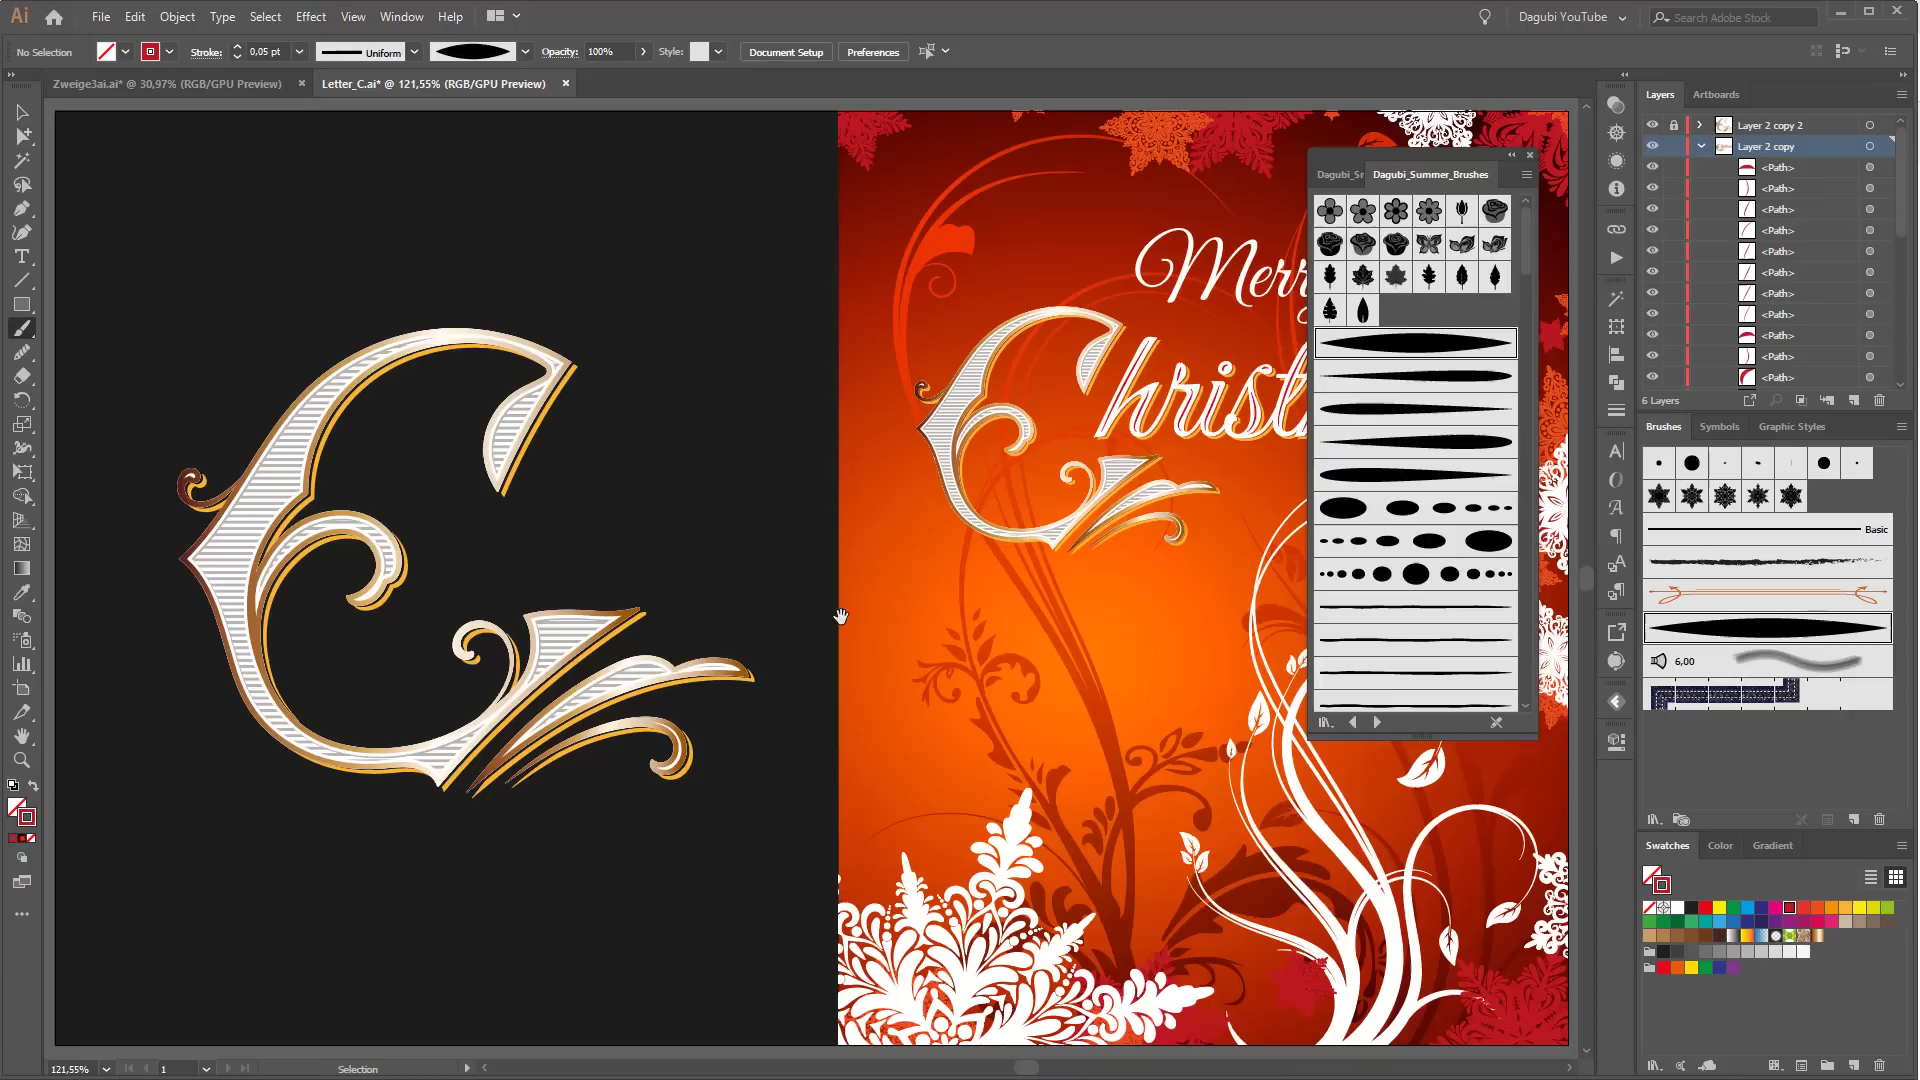 Ai File Edit Object Type Select Effect View Window Help Dagubi YouTube Search Adobe Stock
No Selection Stroke: 0,05 pt Uniform Opacity: 100% Style: Document Setup Preferences
Zweige3ai.ai* @ 30,97% (RGB/GPU Preview) Letter_C.ai* @ 121,55% (RGB/GPU Preview)
Layers Artboards
Layer 2 copy 2
Layer 2 copy
<Path>
<Path>
<Path>
<Path>
<Path>
<Path>
<Path>
<Path>
<Path>
<Path>
<Path>
6 Layers
Dagubi_Sr Dagubi_Summer_Brushes
Merr
Christ
C
Brushes Symbols Graphic Styles
Basic
6,00
Swatches Color Gradient
121,55% 1 Selection